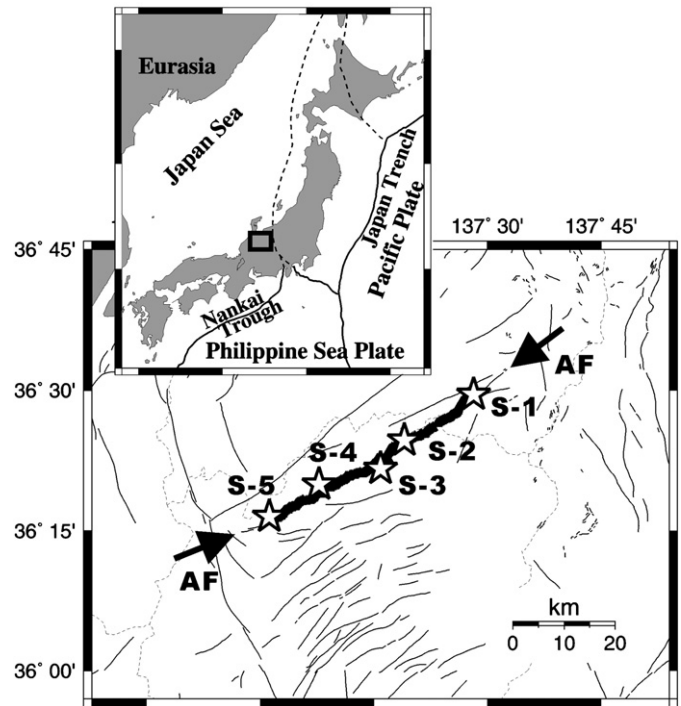 Eurasia
Japan Sea
Japan Trench
Pacific Plate
Nankai
Trough
Philippine Sea Plate
137° 30'
137° 45'
36° 45'
AF
36° 30'
S-1
S-2
S-4
S-3
S-5
36° 15'
AF
km
0 10 20
36° 00'